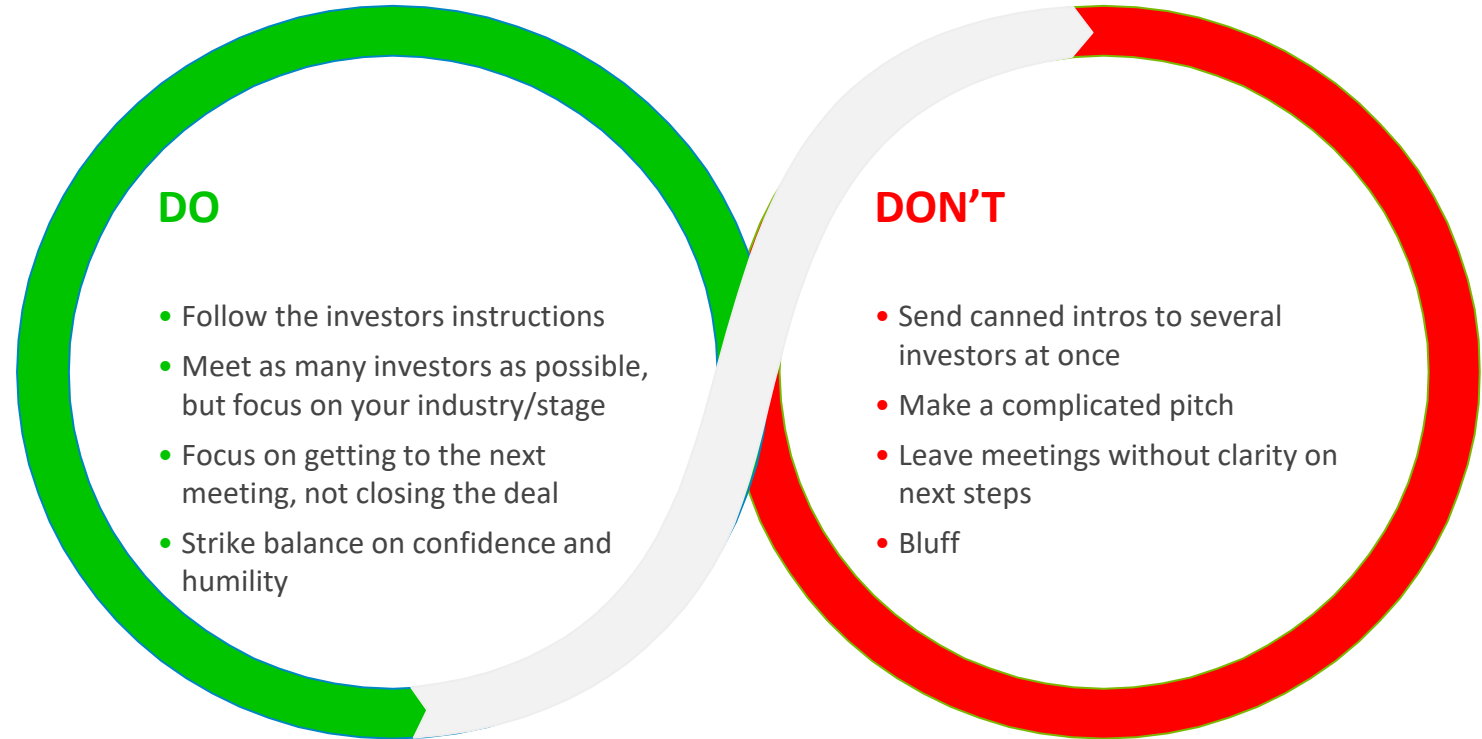 DO
• Follow the investors instructions
• Meet as many investors as possible,
but focus on your industry/stage
• Focus on getting to the next
meeting, not closing the deal
• Strike balance on confidence and
humility
DON’T
• Send canned intros to several
investors at once
• Make a complicated pitch
• Leave meetings without clarity on
next steps
• Bluff